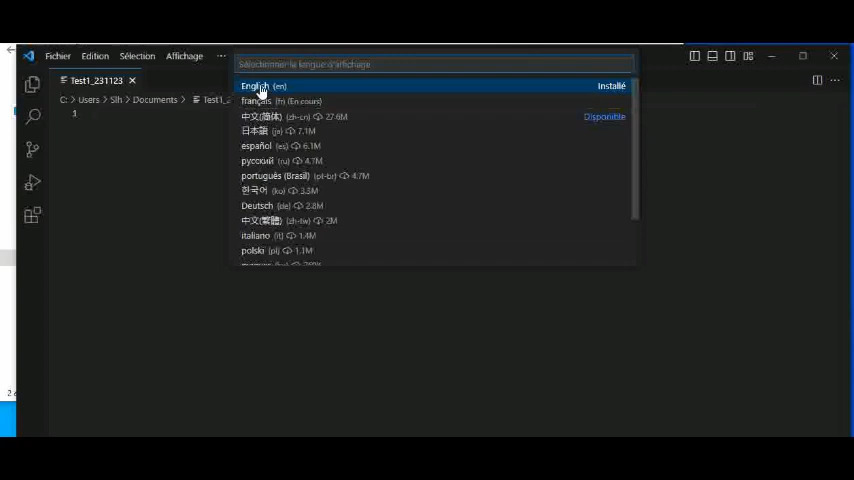 Fichier Edition Sélection Affichage ···
Sélectionner la langue d'affichage
Test1_231123
English (en) Installé
C: > Users > Slh > Documents > Test1_2
français (fr) (En cours)
1
中文(简体) (zh-cn) 27.6M Disponible
日本語 (ja) 7.1M
español (es) 6.1M
русский (ru) 4.7M
português (Brasil) (pt-br) 4.7M
한국어 (ko) 3.3M
Deutsch (de) 2.8M
中文(繁體) (zh-tw) 2M
italiano (it) 1.4M
polski (pl) 1.1M